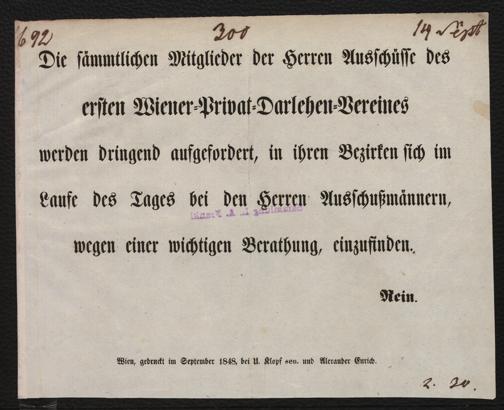 692 300 14 Sept
Die sämmtlichen Mitglieder der Herren Ausschüsse des
ersten Wiener-Privat-Darlehen-Vereines
werden dringend aufgefordert, in ihren Bezirken sich im
Laufe des Tages bei den Herren Ausschußmännern,
wegen einer wichtigen Berathung, einzufinden.
Rein.
Wien, gedruckt im September 1848, bei U. Klopf sen. und Alexander Eurich.
2. 20.